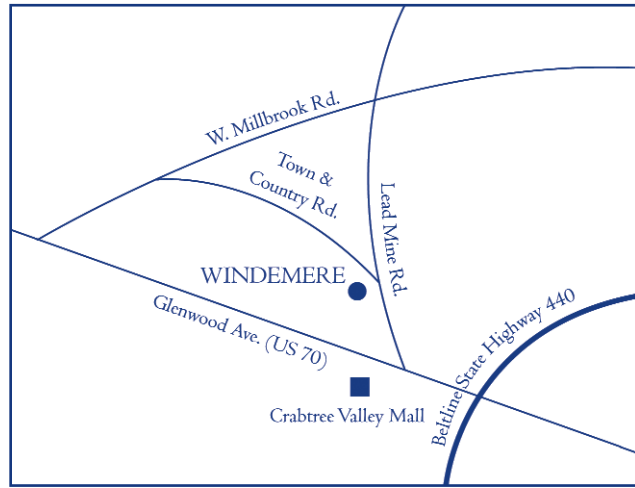 W. Millbrook Rd.
Town &
Country Rd.
Lead Mine Rd.
WINDEMERE
Glenwood Ave. (US 70)
Beltline State Highway 440
Crabtree Valley Mall